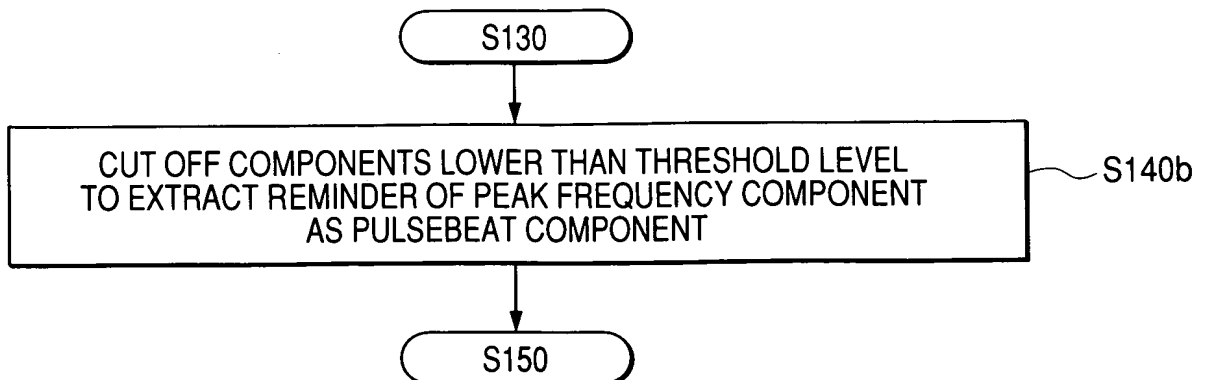 S130
CUT OFF COMPONENTS LOWER THAN THRESHOLD LEVEL
TO EXTRACT REMINDER OF PEAK FREQUENCY COMPONENT
AS PULSEBEAT COMPONENT
S140b
S150